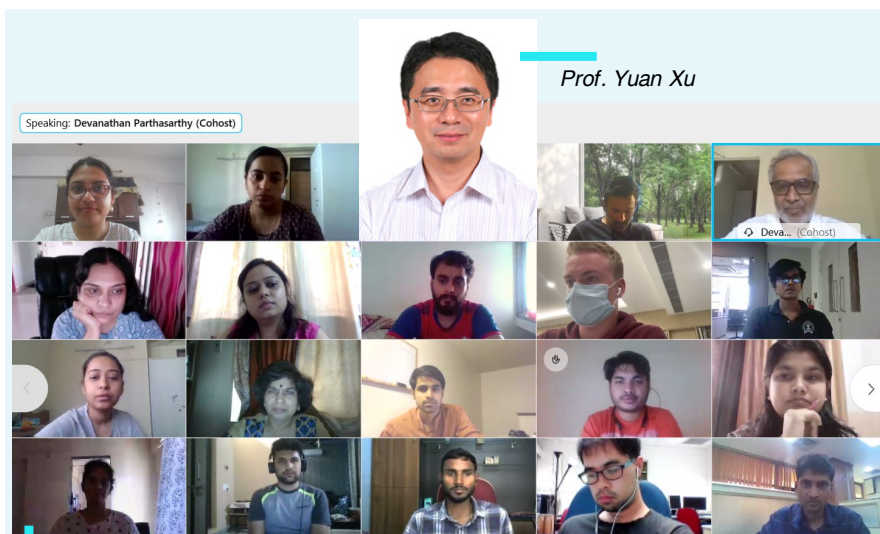 Prof. Yuan Xu
Speaking: Devanathan Parthasarthy (Cohost)
Deva... (Cohost)